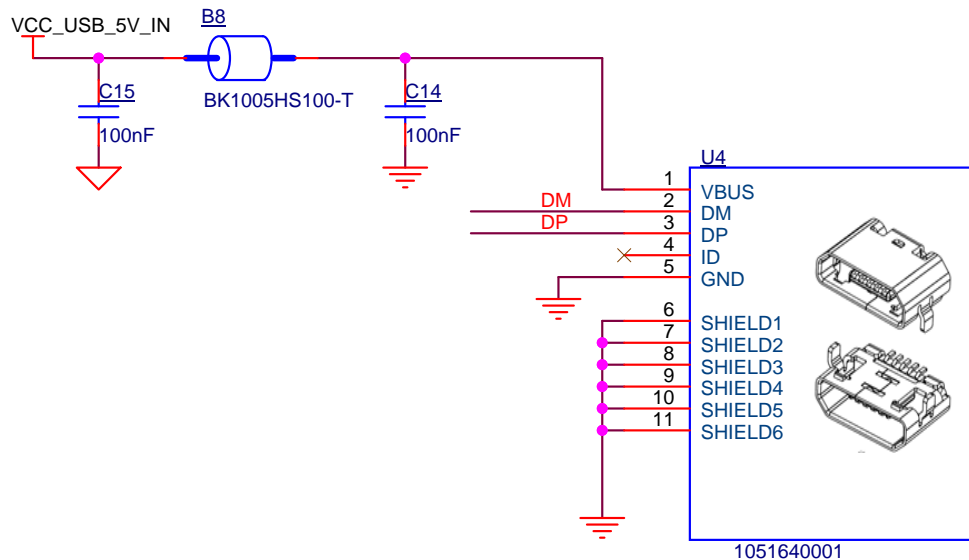 VCC_USB_5V_IN
B8
BK1005HS100-T
C15
100nF
C14
100nF
U4
1 VBUS
DM 2 DM
DP 3 DP
4 ID
5 GND
6 SHIELD1
7 SHIELD2
8 SHIELD3
9 SHIELD4
10 SHIELD5
11 SHIELD6
1051640001